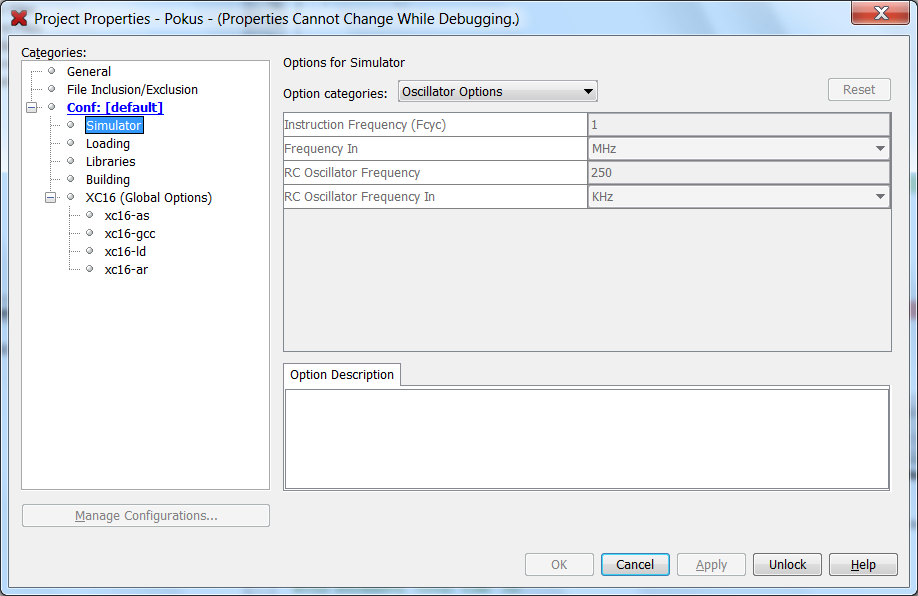 Project Properties - Pokus - (Properties Cannot Change While Debugging.)
Categories:
General
File Inclusion/Exclusion
Conf: [default]
Simulator
Loading
Libraries
Building
XC16 (Global Options)
xc16-as
xc16-gcc
xc16-ld
xc16-ar
Manage Configurations...
Options for Simulator
Option categories: Oscillator Options Reset
Instruction Frequency (Fcyc) 1
Frequency In MHz
RC Oscillator Frequency 250
RC Oscillator Frequency In KHz
Option Description
OK Cancel Apply Unlock Help